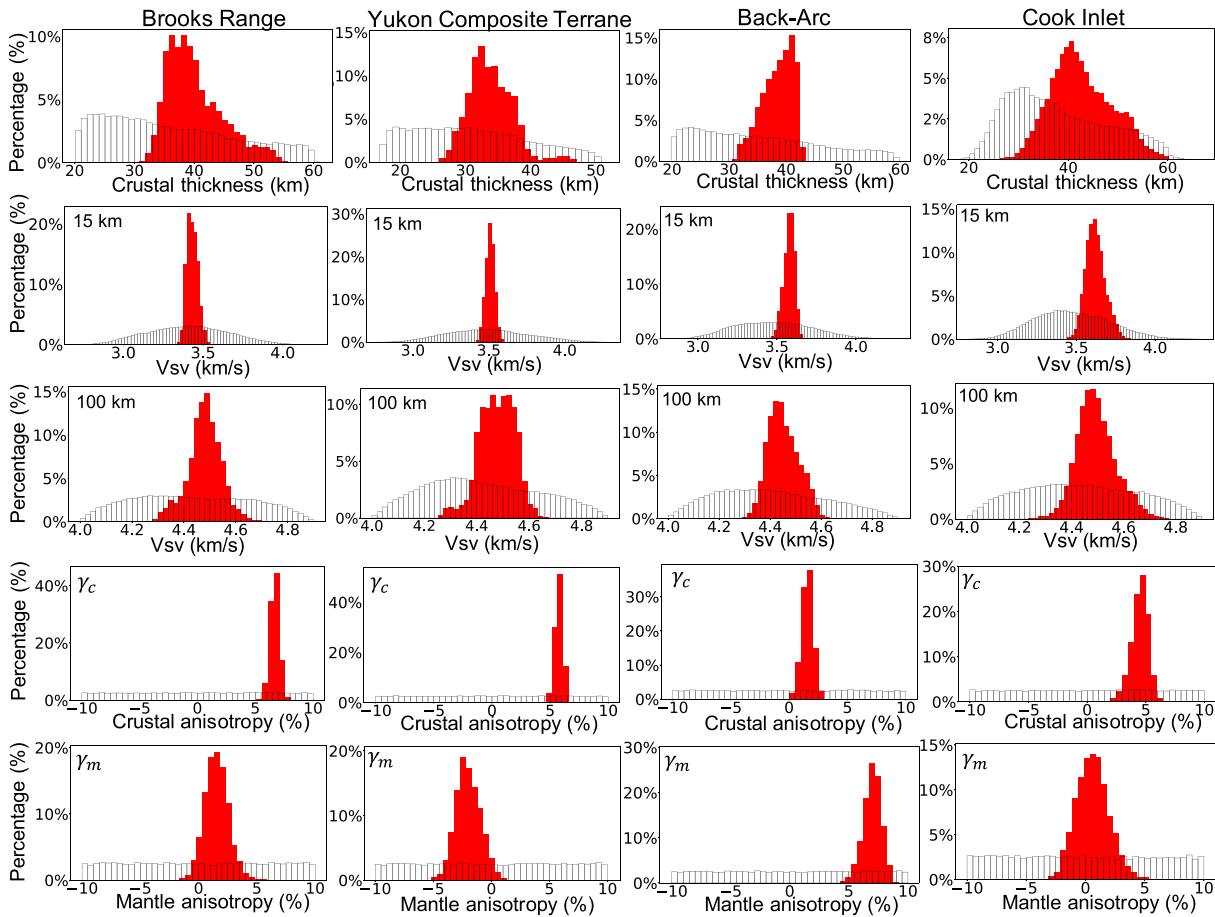 Brooks Range Yukon Composite Terrane Back-Arc Cook Inlet
Percentage (%)
10% 5% 0%
20 30 40 50 60
Crustal thickness (km)
15% 10% 5% 0%
20 30 40 50
Crustal thickness (km)
15% 10% 5% 0%
20 30 40 50 60
Crustal thickness (km)
8% 5% 2% 0%
20 40 60
Crustal thickness (km)
Percentage (%)
15 km
20% 10% 0%
3.0 3.5 4.0
Vsv (km/s)
15 km
30% 20% 10% 0%
3.0 3.5 4.0
Vsv (km/s)
15 km
20% 10% 0%
3.0 3.5 4.0
Vsv (km/s)
15 km
15% 10% 5% 0%
3.0 3.5 4.0
Vsv (km/s)
Percentage (%)
100 km
15% 10% 5% 0%
4.0 4.2 4.4 4.6 4.8
Vsv (km/s)
100 km
10% 5% 0%
4.0 4.2 4.4 4.6 4.8
Vsv (km/s)
100 km
15% 10% 5% 0%
4.0 4.2 4.4 4.6 4.8
Vsv (km/s)
100 km
10% 5% 0%
4.0 4.2 4.4 4.6 4.8
Vsv (km/s)
Percentage (%)
γc
40% 20% 0%
−10 −5 0 5 10
Crustal anisotropy (%)
γc
40% 20% 0%
−10 −5 0 5 10
Crustal anisotropy (%)
γc
30% 20% 10% 0%
−10 −5 0 5 10
Crustal anisotropy (%)
γc
30% 20% 10% 0%
−10 −5 0 5 10
Crustal anisotropy (%)
Percentage (%)
γm
20% 10% 0%
−10 −5 0 5 10
Mantle anisotropy (%)
γm
20% 10% 0%
−10 −5 0 5 10
Mantle anisotropy (%)
γm
30% 20% 10% 0%
−10 −5 0 5 10
Mantle anisotropy (%)
γm
15% 10% 5% 0%
−10 −5 0 5 10
Mantle anisotropy (%)